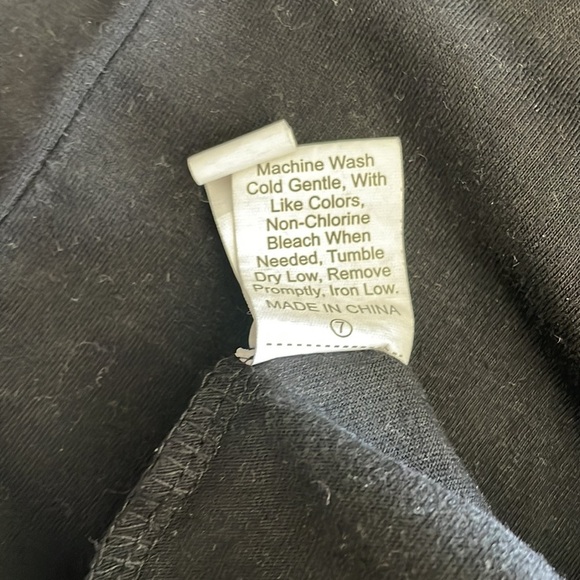 Machine Wash
Cold Gentle, With
Like Colors,
Non-Chlorine
Bleach When
Needed, Tumble
Dry Low, Remove
Promptly, Iron Low.
MADE IN CHINA
7